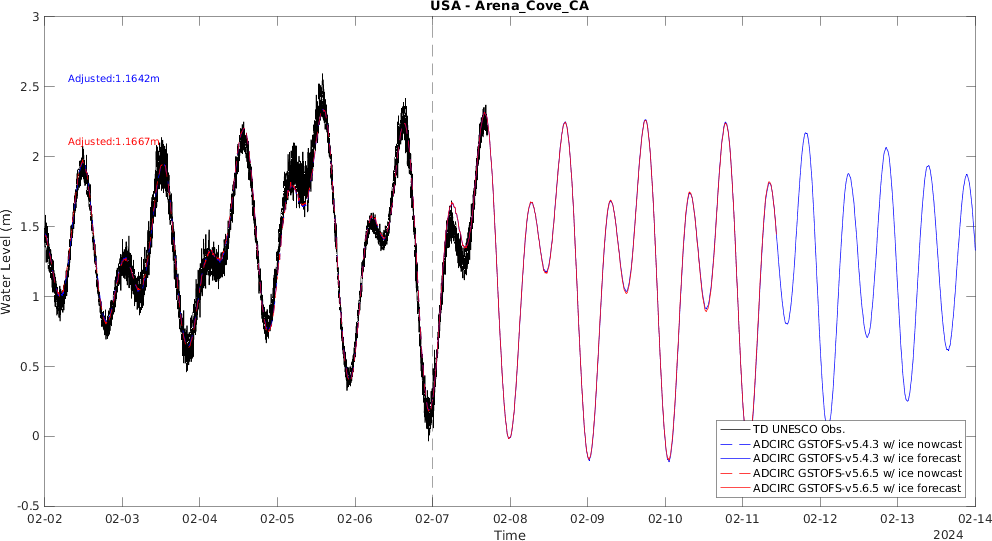 USA - Arena_Cove_CA
Adjusted:1.1642m
Adjusted:1.1667m
Water Level (m)
3
2.5
2
1.5
1
0.5
0
-0.5
TD UNESCO Obs.
ADCIRC GSTOFS-v5.4.3 w/ ice nowcast
ADCIRC GSTOFS-v5.4.3 w/ ice forecast
ADCIRC GSTOFS-v5.6.5 w/ ice nowcast
ADCIRC GSTOFS-v5.6.5 w/ ice forecast
02-02 02-03 02-04 02-05 02-06 02-07 02-08 02-09 02-10 02-11 02-12 02-13 02-14
Time
2024